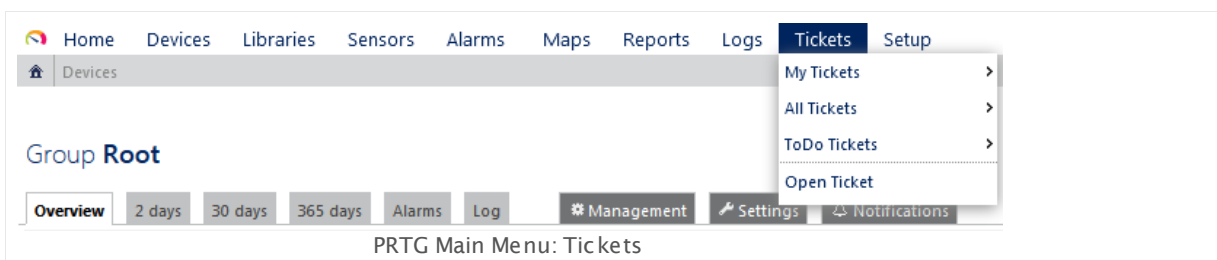 Home Devices Libraries Sensors Alarms Maps Reports Logs Tickets Setup
Devices
My Tickets
All Tickets
ToDo Tickets
Open Ticket
Group Root
Overview 2 days 30 days 365 days Alarms Log Management Settings Notifications
PRTG Main Menu: Tickets